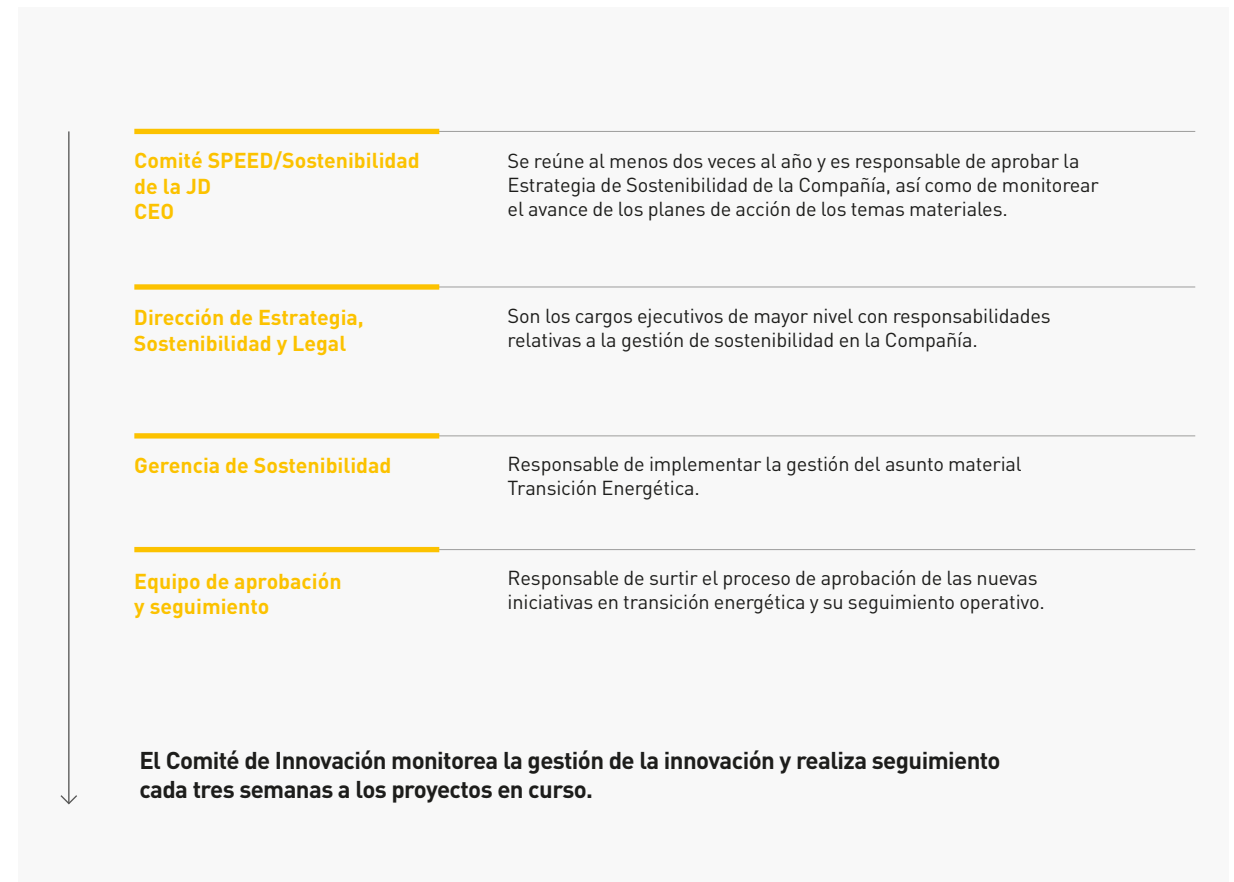 Comité SPEED/Sostenibilidad
de la JD
CEO
Se reúne al menos dos veces al año y es responsable de aprobar la
Estrategia de Sostenibilidad de la Compañía, así como de monitorear
el avance de los planes de acción de los temas materiales.
Dirección de Estrategia,
Sostenibilidad y Legal
Son los cargos ejecutivos de mayor nivel con responsabilidades
relativas a la gestión de sostenibilidad en la Compañía.
Gerencia de Sostenibilidad
Responsable de implementar la gestión del asunto material
Transición Energética.
Equipo de aprobación
y seguimiento
Responsable de surtir el proceso de aprobación de las nuevas
iniciativas en transición energética y su seguimiento operativo.
El Comité de Innovación monitorea la gestión de la innovación y realiza seguimiento
cada tres semanas a los proyectos en curso.